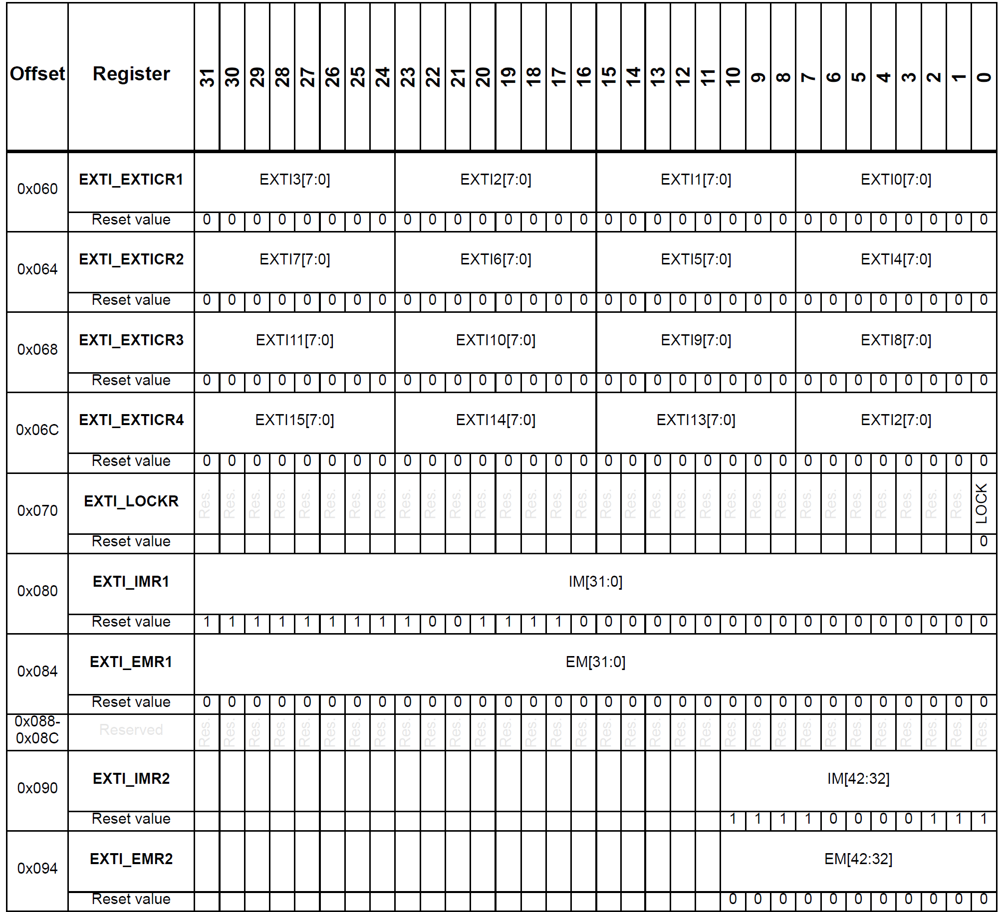 Offset Register 31 30 29 28 27 26 25 24 23 22 21 20 19 18 17 16 15 14 13 12 11 10 9 8 7 6 5 4 3 2 1 0
0x060 EXTI_EXTICR1 EXTI3[7:0] EXTI2[7:0] EXTI1[7:0] EXTI0[7:0]
Reset value 0 0 0 0 0 0 0 0 0 0 0 0 0 0 0 0 0 0 0 0 0 0 0 0 0 0 0 0 0 0 0 0
0x064 EXTI_EXTICR2 EXTI7[7:0] EXTI6[7:0] EXTI5[7:0] EXTI4[7:0]
Reset value 0 0 0 0 0 0 0 0 0 0 0 0 0 0 0 0 0 0 0 0 0 0 0 0 0 0 0 0 0 0 0 0
0x068 EXTI_EXTICR3 EXTI11[7:0] EXTI10[7:0] EXTI9[7:0] EXTI8[7:0]
Reset value 0 0 0 0 0 0 0 0 0 0 0 0 0 0 0 0 0 0 0 0 0 0 0 0 0 0 0 0 0 0 0 0
0x06C EXTI_EXTICR4 EXTI15[7:0] EXTI14[7:0] EXTI13[7:0] EXTI2[7:0]
Reset value 0 0 0 0 0 0 0 0 0 0 0 0 0 0 0 0 0 0 0 0 0 0 0 0 0 0 0 0 0 0 0 0
0x070 EXTI_LOCKR Res. Res. Res. Res. Res. Res. Res. Res. Res. Res. Res. Res. Res. Res. Res. Res. Res. Res. Res. Res. Res. Res. Res. Res. Res. Res. Res. Res. Res. Res. Res. LOCK
Reset value 0
0x080 EXTI_IMR1 IM[31:0]
Reset value 1 1 1 1 1 1 1 1 1 0 0 1 1 1 1 0 0 0 0 0 0 0 0 0 0 0 0 0 0 0 0 0
0x084 EXTI_EMR1 EM[31:0]
Reset value 0 0 0 0 0 0 0 0 0 0 0 0 0 0 0 0 0 0 0 0 0 0 0 0 0 0 0 0 0 0 0 0
0x088-
0x08C Reserved Res. Res. Res. Res. Res. Res. Res. Res. Res. Res. Res. Res. Res. Res. Res. Res. Res. Res. Res. Res. Res. Res. Res. Res. Res. Res. Res. Res. Res. Res. Res. Res.
0x090 EXTI_IMR2 IM[42:32]
Reset value 1 1 1 1 0 0 0 0 1 1 1
0x094 EXTI_EMR2 EM[42:32]
Reset value 0 0 0 0 0 0 0 0 0 0 0